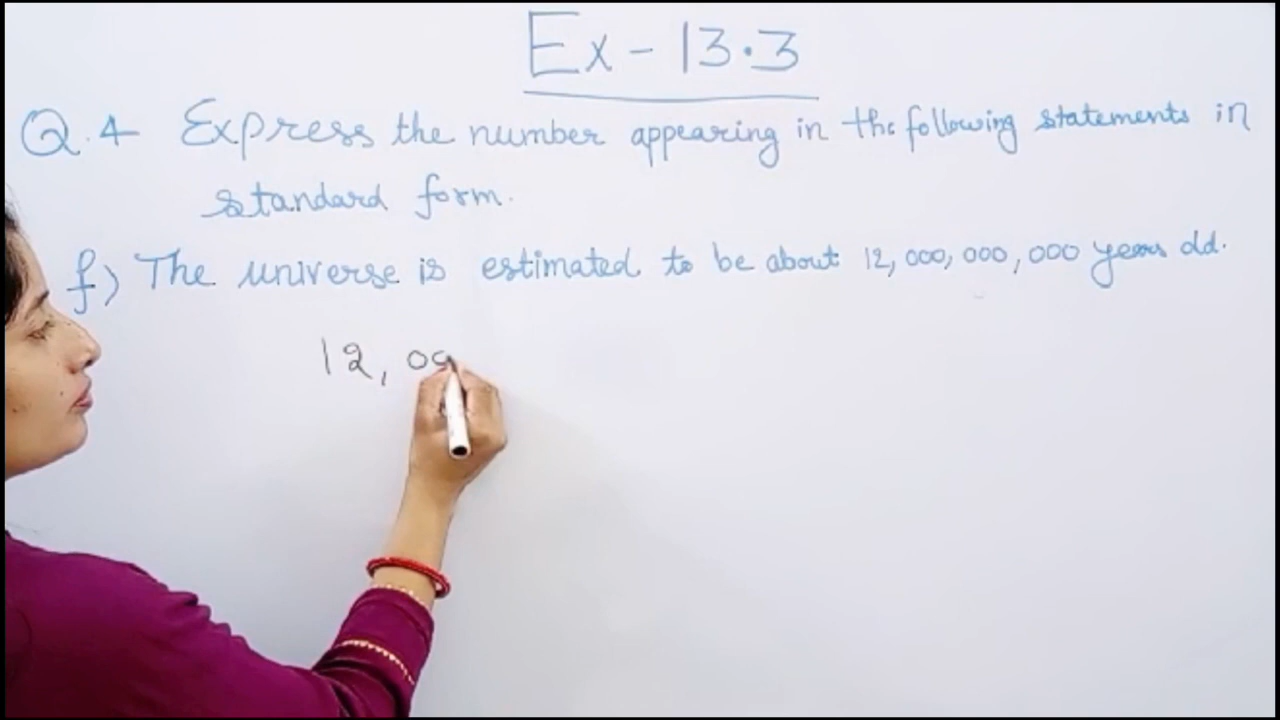 Ex - 13.3
Q.4 Express the number appearing in the following statements in
standard form.
f) The universe is estimated to be about 12,000,000,000 years old.
12, 00